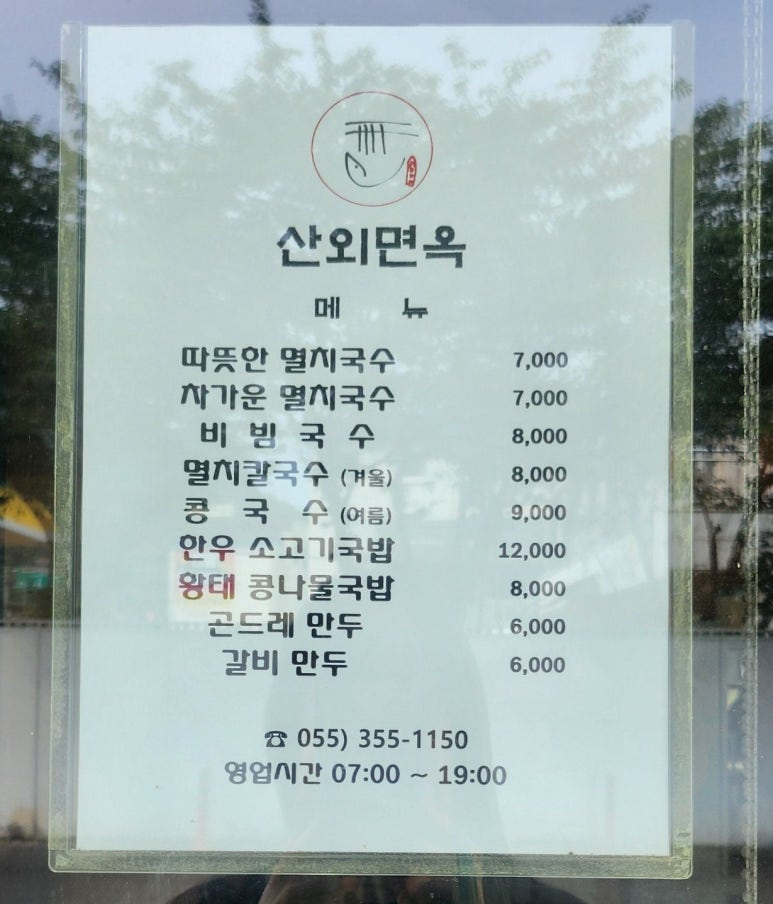 산외면옥
메 뉴
따뜻한 멸치국수 7,000
차가운 멸치국수 7,000
비 빔 국 수 8,000
멸치칼국수 (겨울) 8,000
콩 국 수 (여름) 9,000
한우 소고기국밥 12,000
황태 콩나물국밥 8,000
곤드레 만두 6,000
갈비 만두 6,000
☎ 055) 355-1150
영업시간 07:00 ~ 19:00